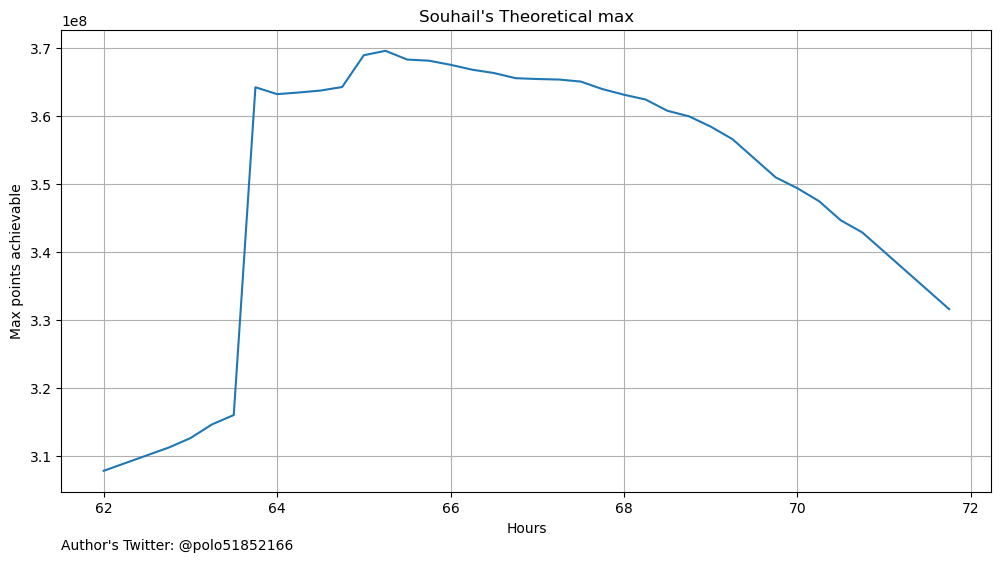 Souhail's Theoretical max
1e8
3.7
3.6
3.5
3.4
3.3
3.2
3.1
Max points achievable
62 64 66 68 70 72
Hours
Author's Twitter: @polo51852166